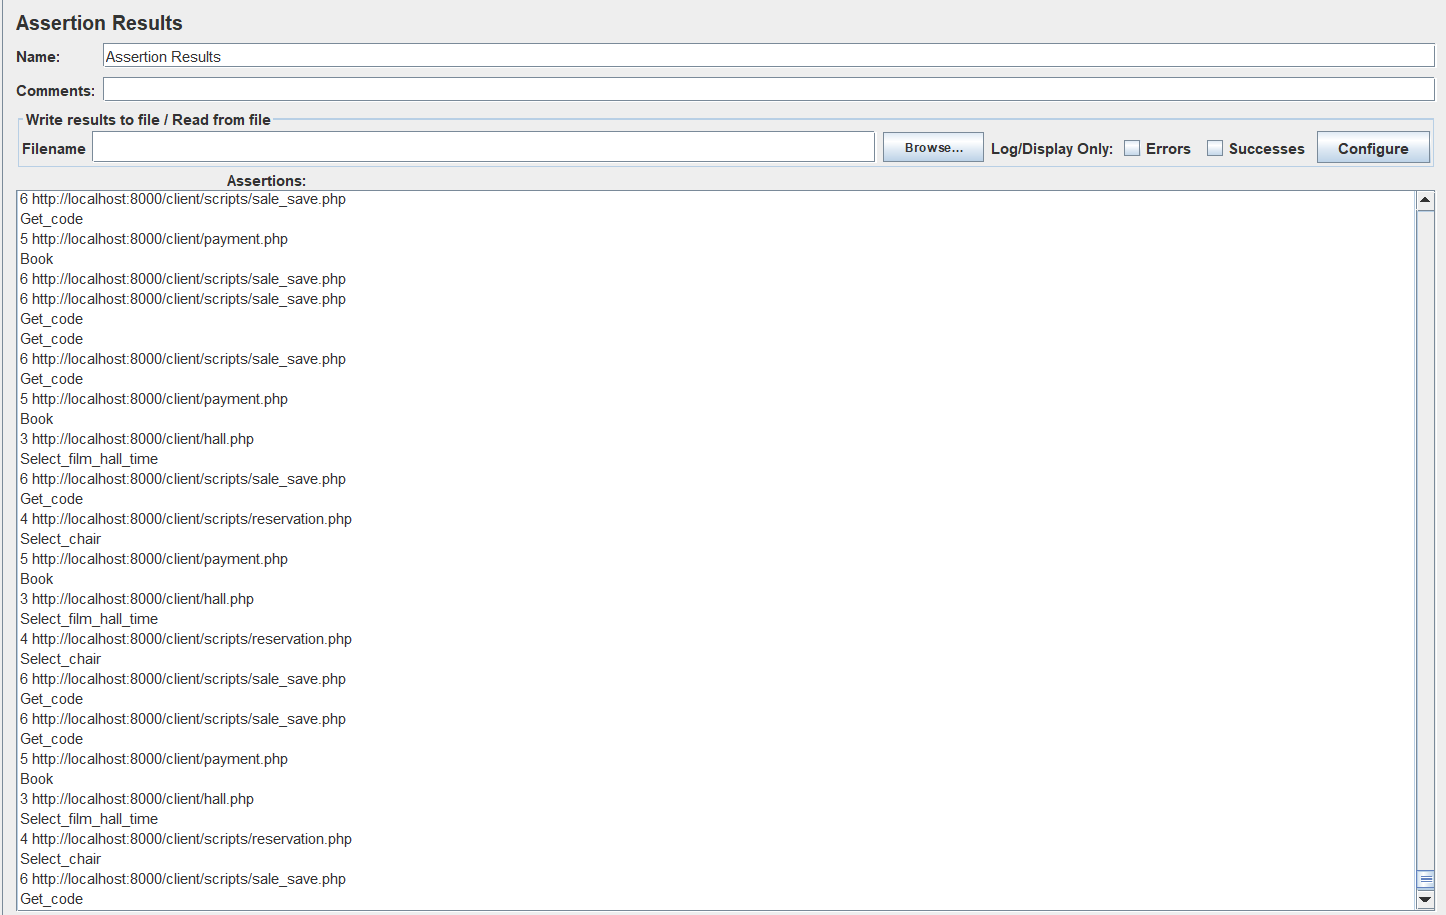 Assertion Results
Name: Assertion Results
Comments:
Write results to file / Read from file
Filename Browse... Log/Display Only: Errors Successes Configure
Assertions:
6 http://localhost:8000/client/scripts/sale_save.php
Get_code
5 http://localhost:8000/client/payment.php
Book
6 http://localhost:8000/client/scripts/sale_save.php
6 http://localhost:8000/client/scripts/sale_save.php
Get_code
Get_code
6 http://localhost:8000/client/scripts/sale_save.php
Get_code
5 http://localhost:8000/client/payment.php
Book
3 http://localhost:8000/client/hall.php
Select_film_hall_time
6 http://localhost:8000/client/scripts/sale_save.php
Get_code
4 http://localhost:8000/client/scripts/reservation.php
Select_chair
5 http://localhost:8000/client/payment.php
Book
3 http://localhost:8000/client/hall.php
Select_film_hall_time
4 http://localhost:8000/client/scripts/reservation.php
Select_chair
6 http://localhost:8000/client/scripts/sale_save.php
Get_code
6 http://localhost:8000/client/scripts/sale_save.php
Get_code
5 http://localhost:8000/client/payment.php
Book
3 http://localhost:8000/client/hall.php
Select_film_hall_time
4 http://localhost:8000/client/scripts/reservation.php
Select_chair
6 http://localhost:8000/client/scripts/sale_save.php
Get_code